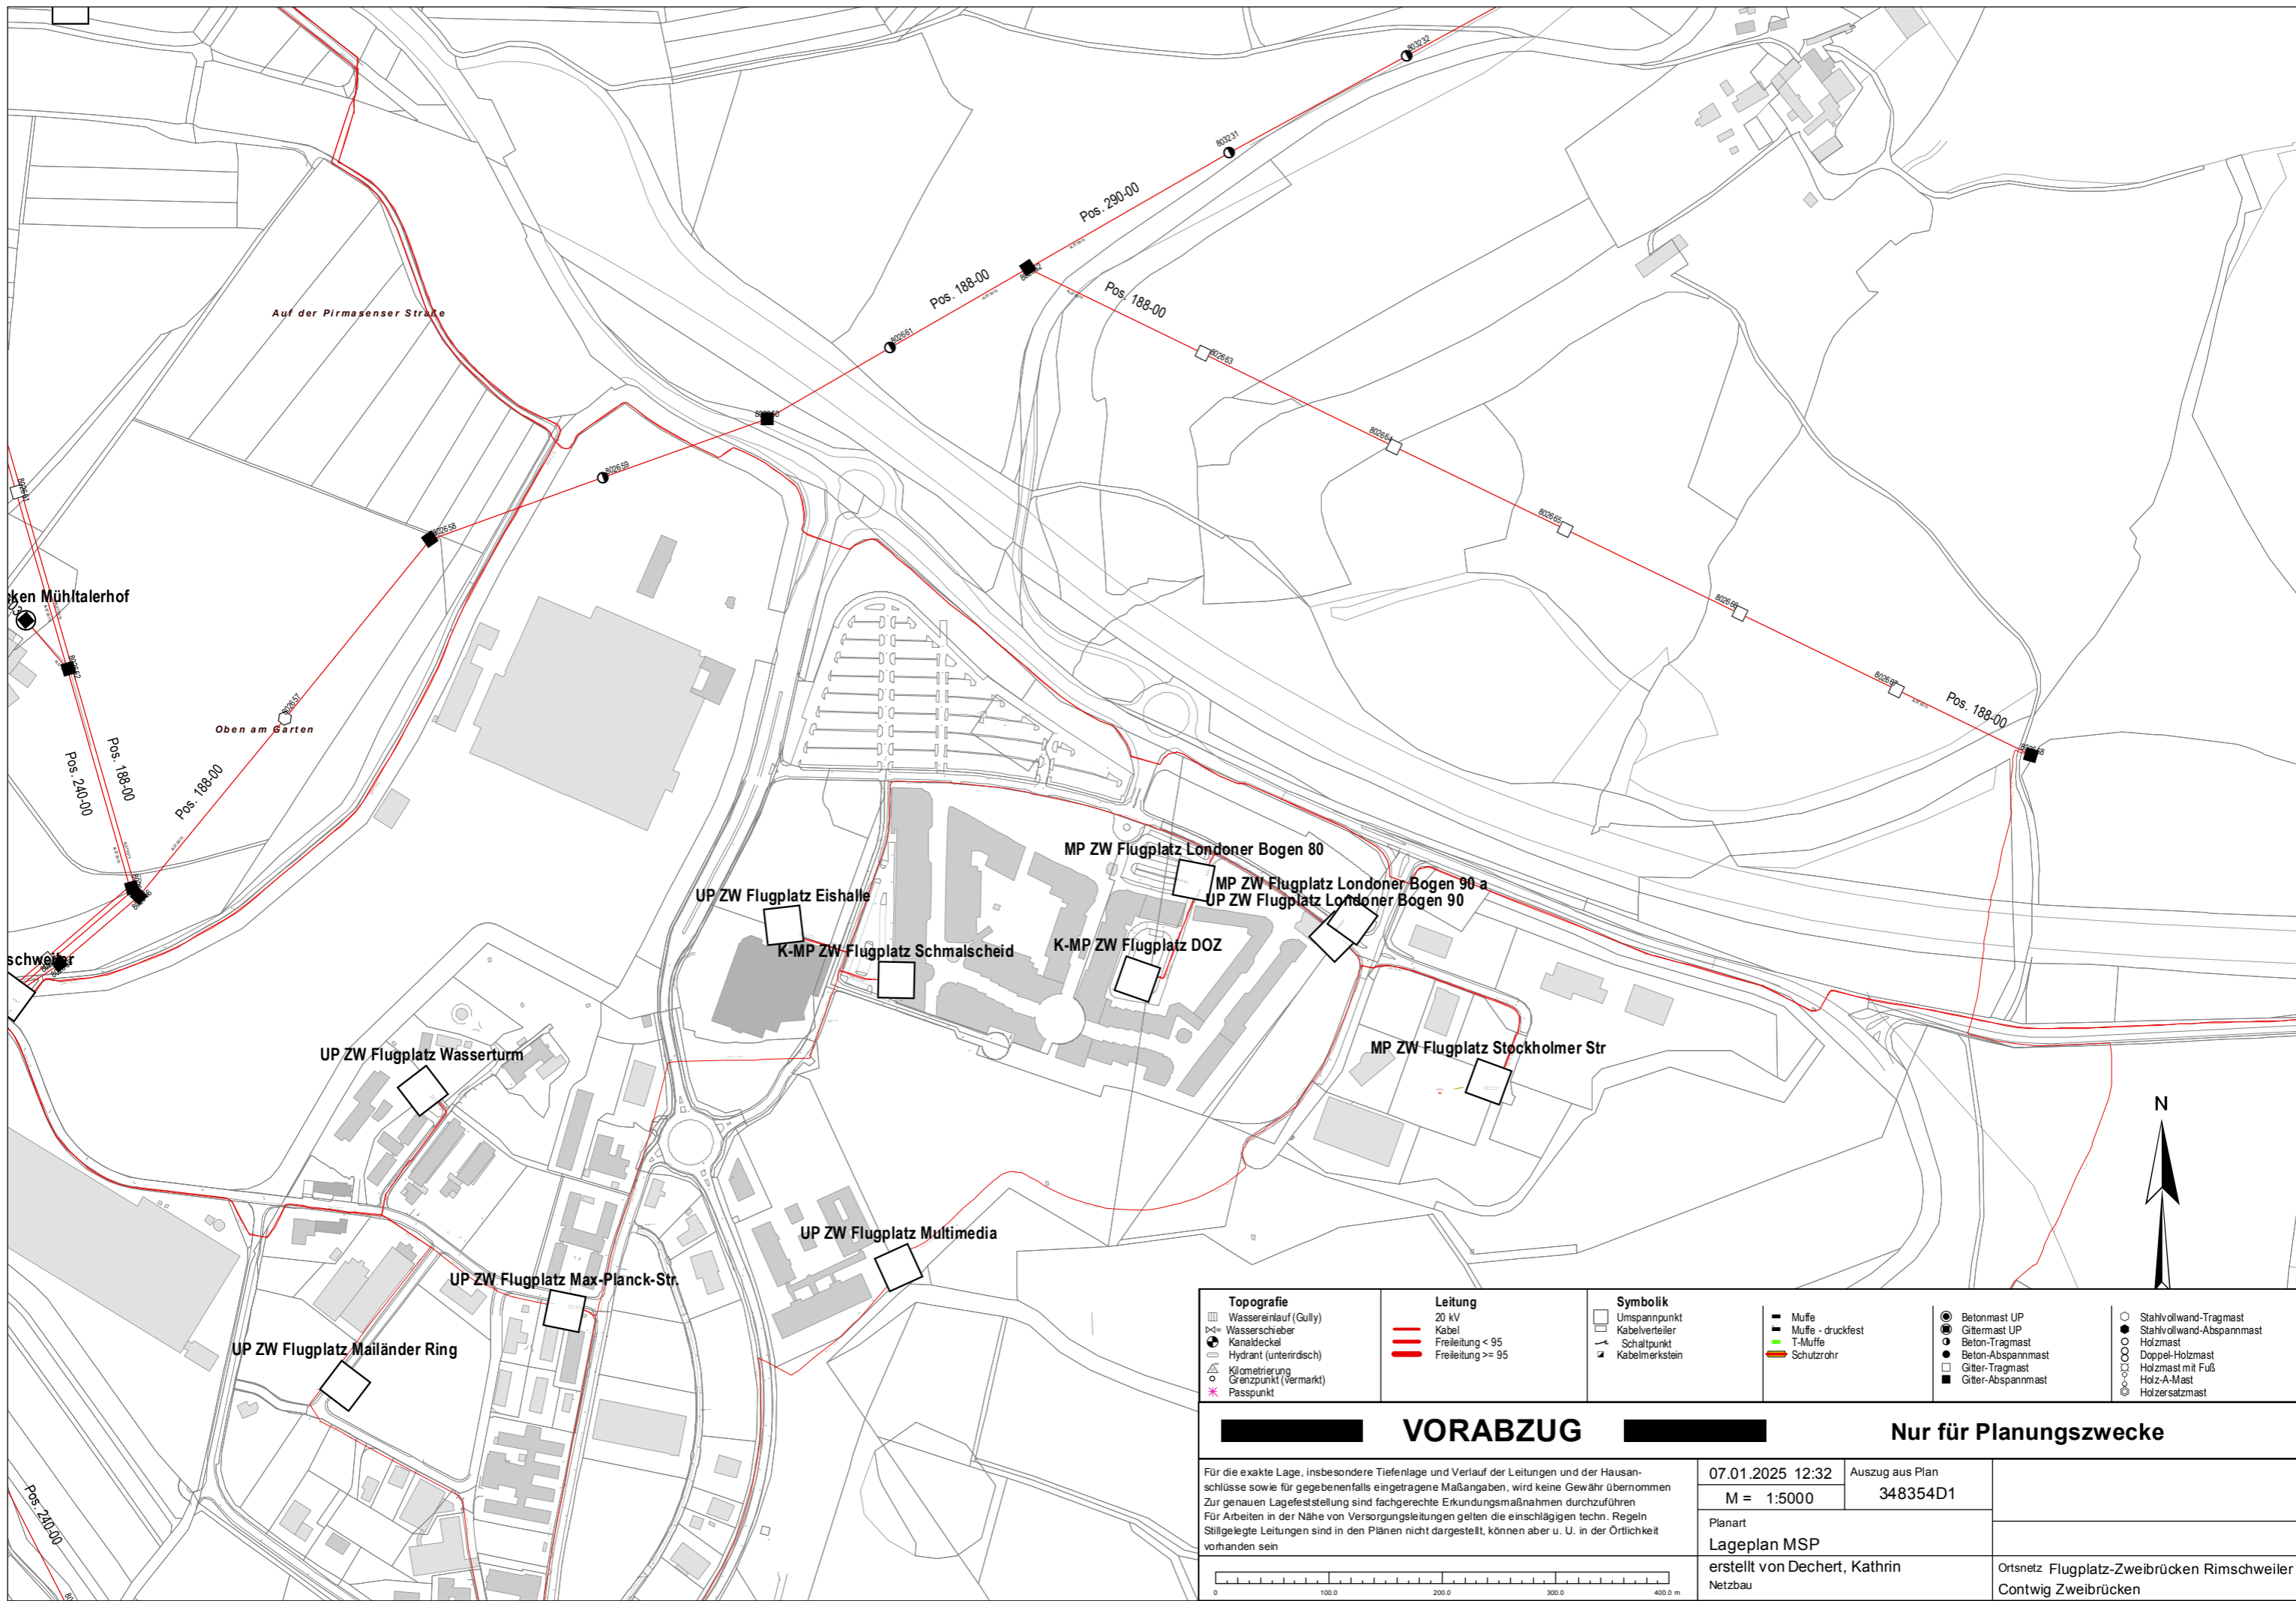 803232
803231
Pos. 290-00
Pos. 188-00
Pos. 188-00
Auf der Pirmasenser Straße
802661
802663
802664
802659
802658
802665
802666
802667
Pos. 188-00
ken Mühltalerhof
802657
Oben am Garten
Pos. 188-00
Pos. 240-00
Pos. 188-00
MP ZW Flugplatz Londoner Bogen 80
MP ZW Flugplatz Londoner Bogen 90 a
UP ZW Flugplatz Londoner Bogen 90
UP ZW Flugplatz Eishalle
K-MP ZW Flugplatz Schmalscheid
K-MP ZW Flugplatz DOZ
schweiler
UP ZW Flugplatz Wasserturm
MP ZW Flugplatz Stockholmer Str
N
UP ZW Flugplatz Multimedia
UP ZW Flugplatz Max-Planck-Str.
UP ZW Flugplatz Mailänder Ring
Pos. 240-00
Topografie
Wassereinlauf (Gully)
Wasserschieber
Kanaldeckel
Hydrant (unterirdisch)
Kilometrierung
Grenzpunkt (vermarkt)
Passpunkt
Leitung
20 kV
Kabel
Freileitung < 95
Freileitung >= 95
Symbolik
Umspannpunkt
Kabelverteiler
Schaltpunkt
Kabelmerkstein
Muffe
Muffe - druckfest
T-Muffe
Schutzrohr
Betonmast UP
Gittermast UP
Beton-Tragmast
Beton-Abspannmast
Gitter-Tragmast
Gitter-Abspannmast
Stahlvollwand-Tragmast
Stahlvollwand-Abspannmast
Holzmast
Doppel-Holzmast
Holzmast mit Fuß
Holz-A-Mast
Holzersatzmast
VORABZUG
Nur für Planungszwecke
Für die exakte Lage, insbesondere Tiefenlage und Verlauf der Leitungen und der Hausan-
schlüsse sowie für gegebenenfalls eingetragene Maßangaben, wird keine Gewähr übernommen
Zur genauen Lagefeststellung sind fachgerechte Erkundungsmaßnahmen durchzuführen
Für Arbeiten in der Nähe von Versorgungsleitungen gelten die einschlägigen techn. Regeln
Stillgelegte Leitungen sind in den Plänen nicht dargestellt, können aber u. U. in der Örtlichkeit
vorhanden sein
0 100.0 200.0 300.0 400.0 m
07.01.2025 12:32
M = 1:5000
Auszug aus Plan
348354D1
Planart
Lageplan MSP
erstellt von Dechert, Kathrin
Netzbau
Ortsnetz Flugplatz-Zweibrücken Rimschweiler
Contwig Zweibrücken